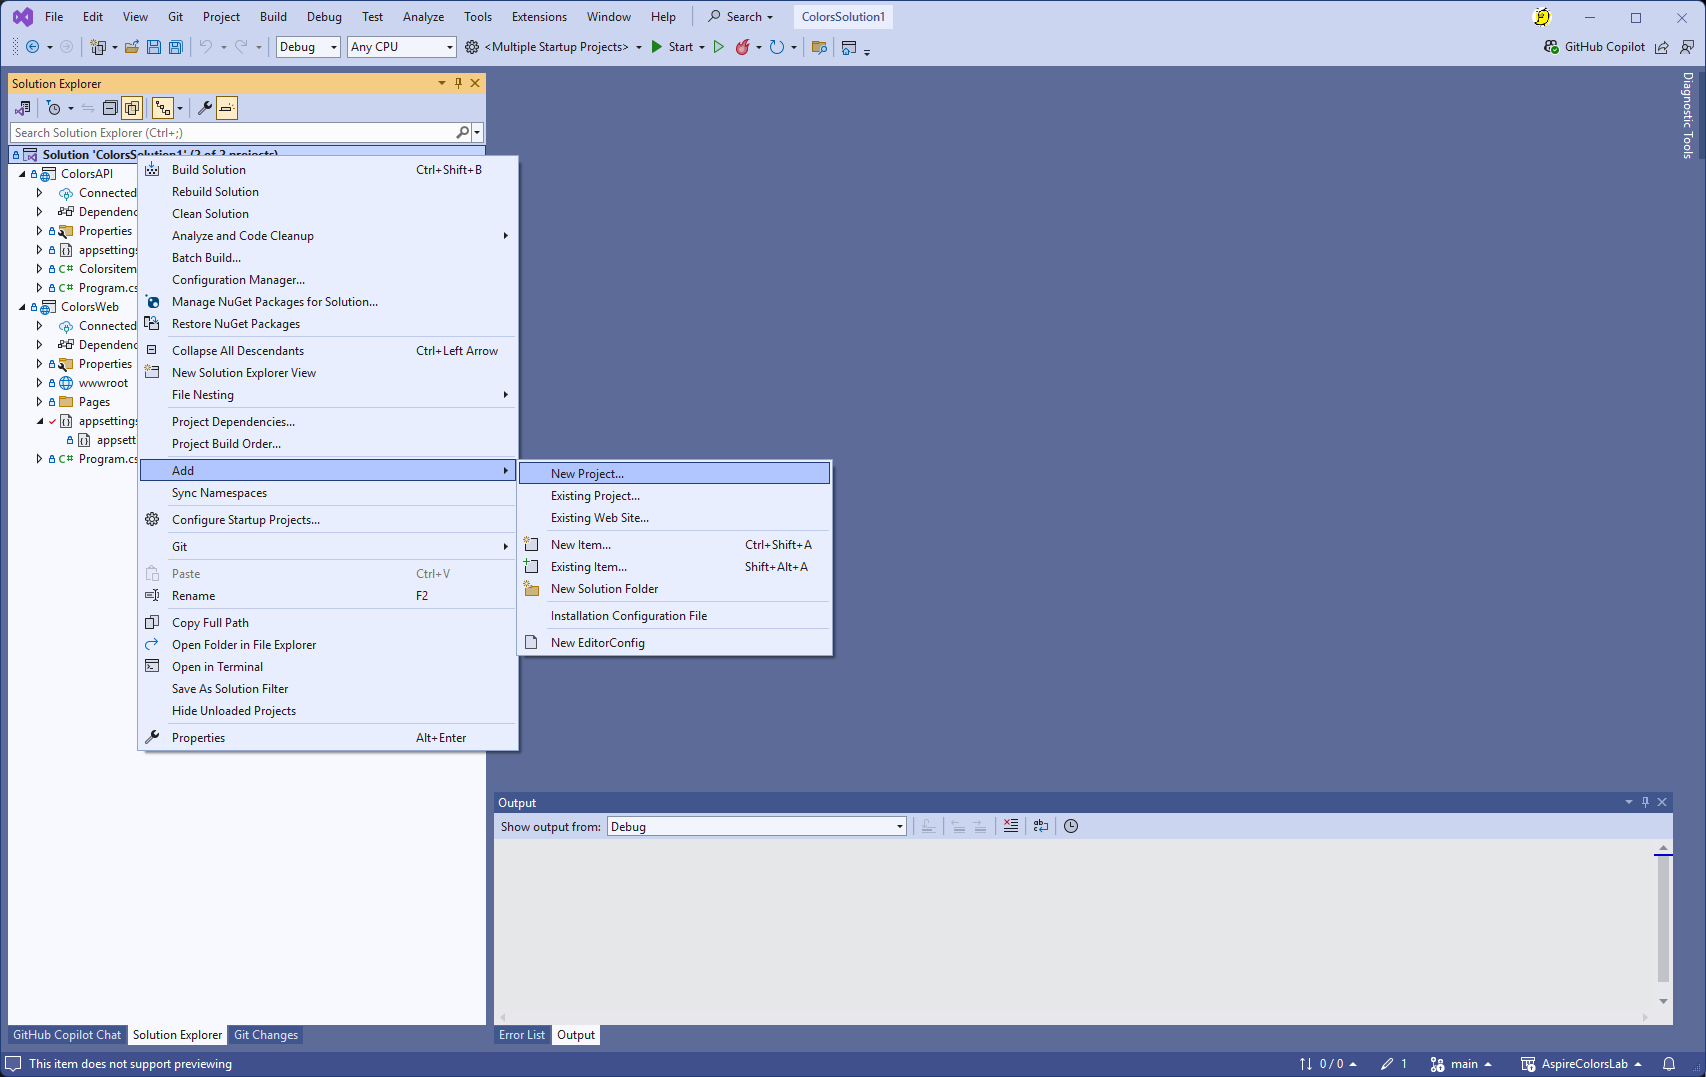 File Edit View Git Project Build Debug Test Analyze Tools Extensions Window Help Search ColorsSolution1
Debug Any CPU <Multiple Startup Projects> Start GitHub Copilot
Diagnostic Tools
Solution Explorer
Search Solution Explorer (Ctrl+;)
Solution 'ColorsSolution1' (2 of 2 projects)
ColorsAPI
Connected
Dependenc
Properties
appsettings
Colorsitem
Program.cs
ColorsWeb
Connected
Dependenc
Properties
wwwroot
Pages
appsettings
appsett
Program.cs
Build Solution Ctrl+Shift+B
Rebuild Solution
Clean Solution
Analyze and Code Cleanup
Batch Build...
Configuration Manager...
Manage NuGet Packages for Solution...
Restore NuGet Packages
Collapse All Descendants Ctrl+Left Arrow
New Solution Explorer View
File Nesting
Project Dependencies...
Project Build Order...
Add
Sync Namespaces
Configure Startup Projects...
Git
Paste Ctrl+V
Rename F2
Copy Full Path
Open Folder in File Explorer
Open in Terminal
Save As Solution Filter
Hide Unloaded Projects
Properties Alt+Enter
New Project...
Existing Project...
Existing Web Site...
New Item... Ctrl+Shift+A
Existing Item... Shift+Alt+A
New Solution Folder
Installation Configuration File
New EditorConfig
Output
Show output from: Debug
GitHub Copilot Chat Solution Explorer Git Changes
Error List Output
This item does not support previewing 0 / 0 1 main AspireColorsLab